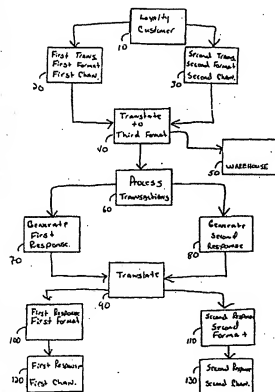 Loyalty
Customer
10
First Trans.
First Format
First Chan.
20
Second Trans.
Second Format
Second Chan.
30
Translate
to
Third Format
40
WAREHOUSE
50
Process
Transactions
60
Generate
First
Response.
70
Generate
Second
Response
80
Translate
90
First Response
First Format
100
Second Respons
Second
Format
110
First Response
First Chan.
120
Second Respons
Second Chan.
130